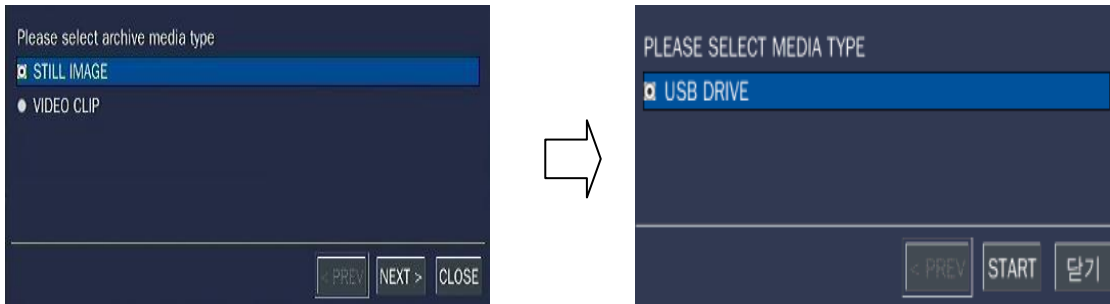 Please select archive media type
STILL IMAGE
VIDEO CLIP
< PREV NEXT > CLOSE
PLEASE SELECT MEDIA TYPE
USB DRIVE
< PREV START 닫기